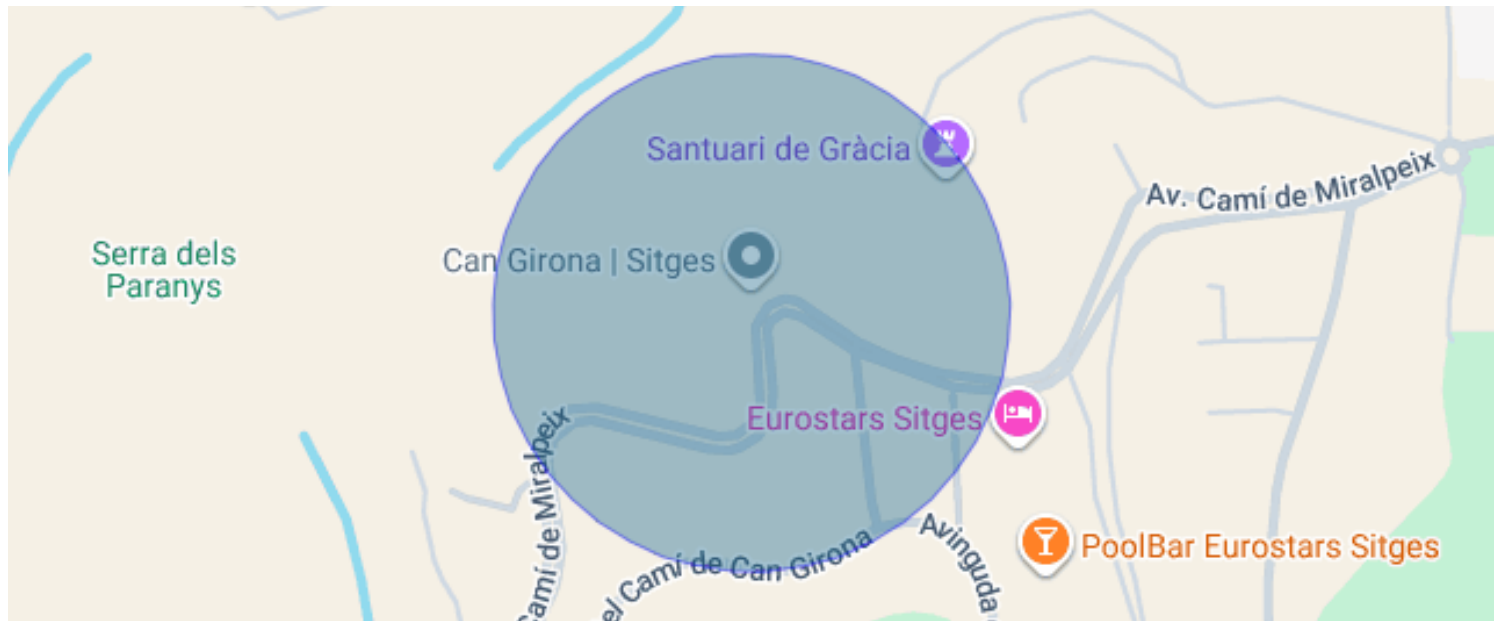 Santuari de Gràcia
Av. Camí de Miralpeix
Serra dels
Paranys
Can Girona | Sitges
Eurostars Sitges
Camí de Miralpeix
el Camí de Can Girona
Avinguda
PoolBar Eurostars Sitges